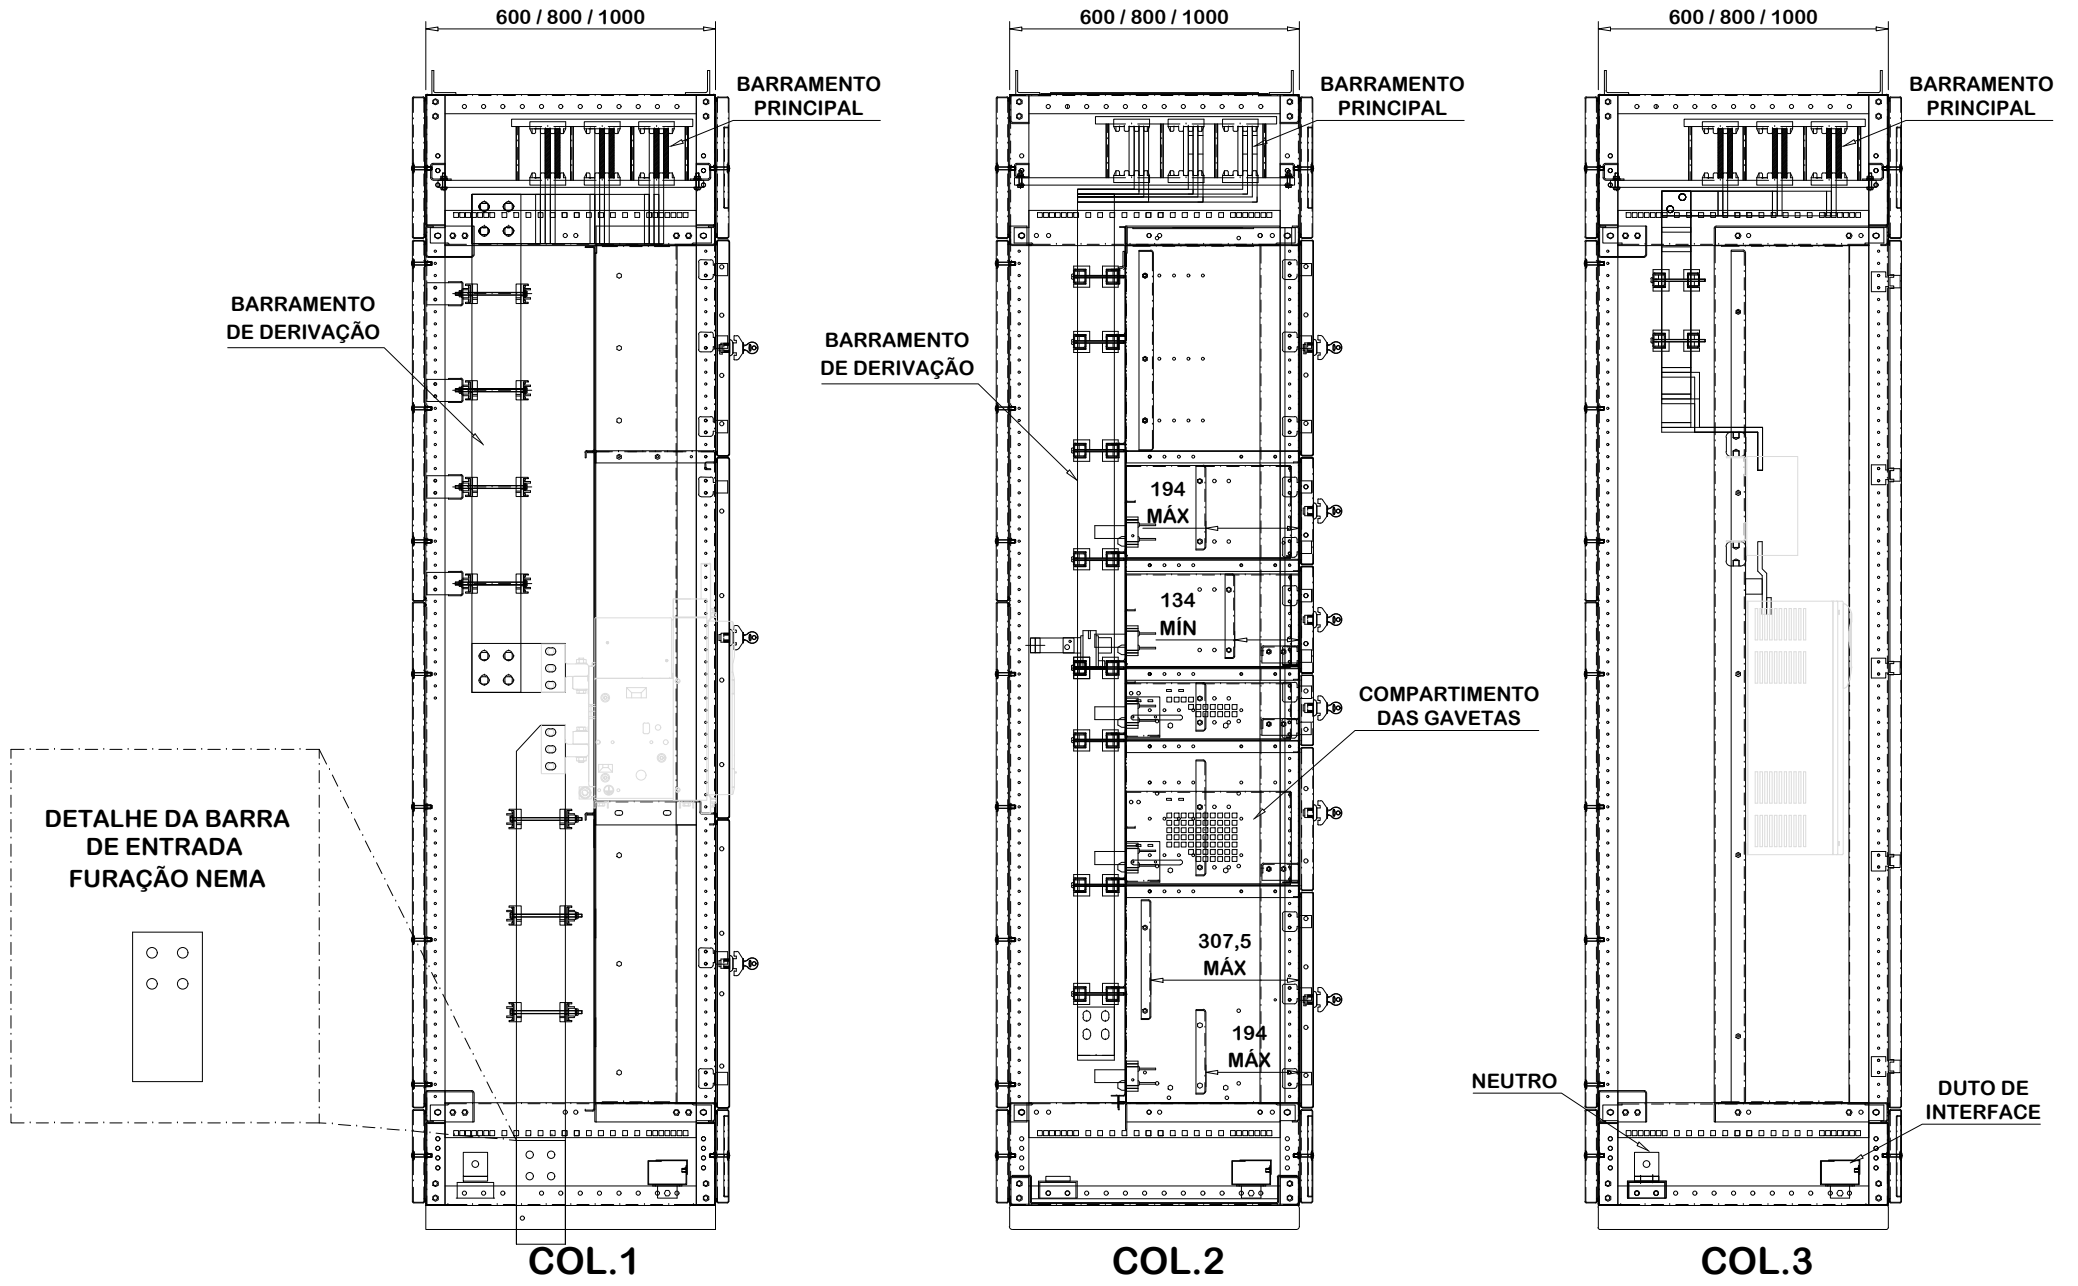 600 / 800 / 1000
BARRAMENTO
PRINCIPAL
BARRAMENTO
DE DERIVAÇÃO
DETALHE DA BARRA
DE ENTRADA
FURAÇÃO NEMA
COL.1
600 / 800 / 1000
BARRAMENTO
PRINCIPAL
BARRAMENTO
DE DERIVAÇÃO
194
MÁX
134
MÍN
COMPARTIMENTO
DAS GAVETAS
307,5
MÁX
194
MÁX
COL.2
600 / 800 / 1000
BARRAMENTO
PRINCIPAL
NEUTRO
DUTO DE
INTERFACE
COL.3